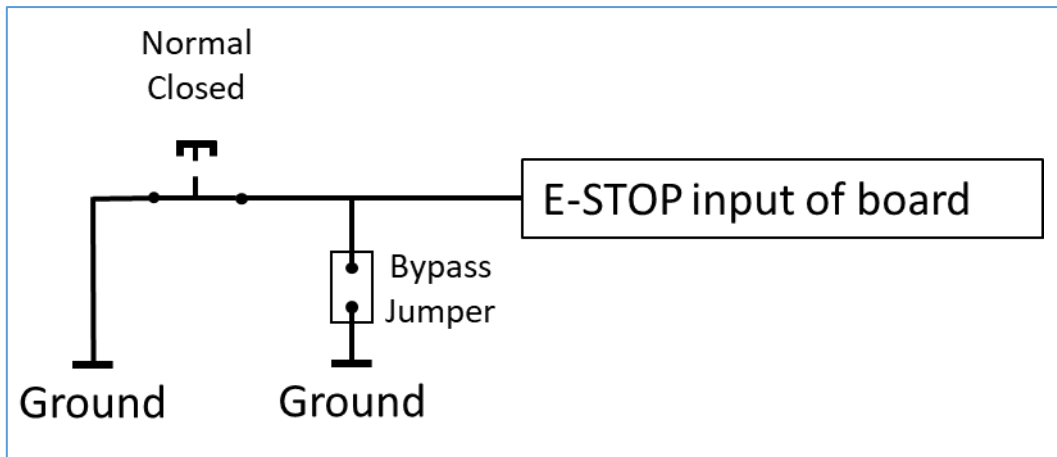 Normal
Closed
E-STOP input of board
Bypass
Jumper
Ground
Ground